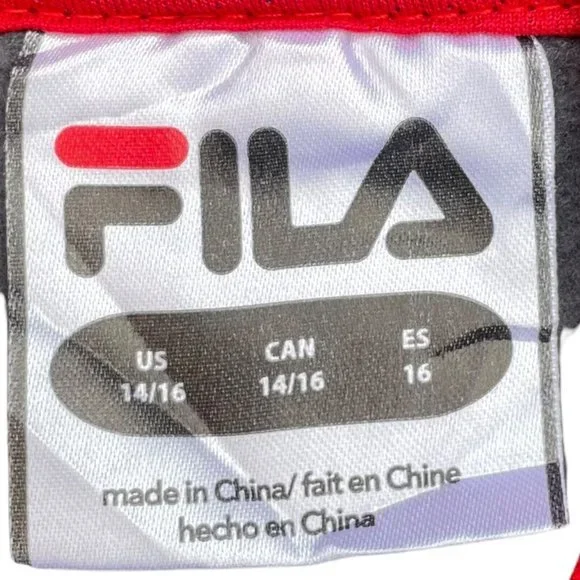 FILA
US CAN ES
14/16 14/16 16
made in China/ fait en Chine
hecho en China